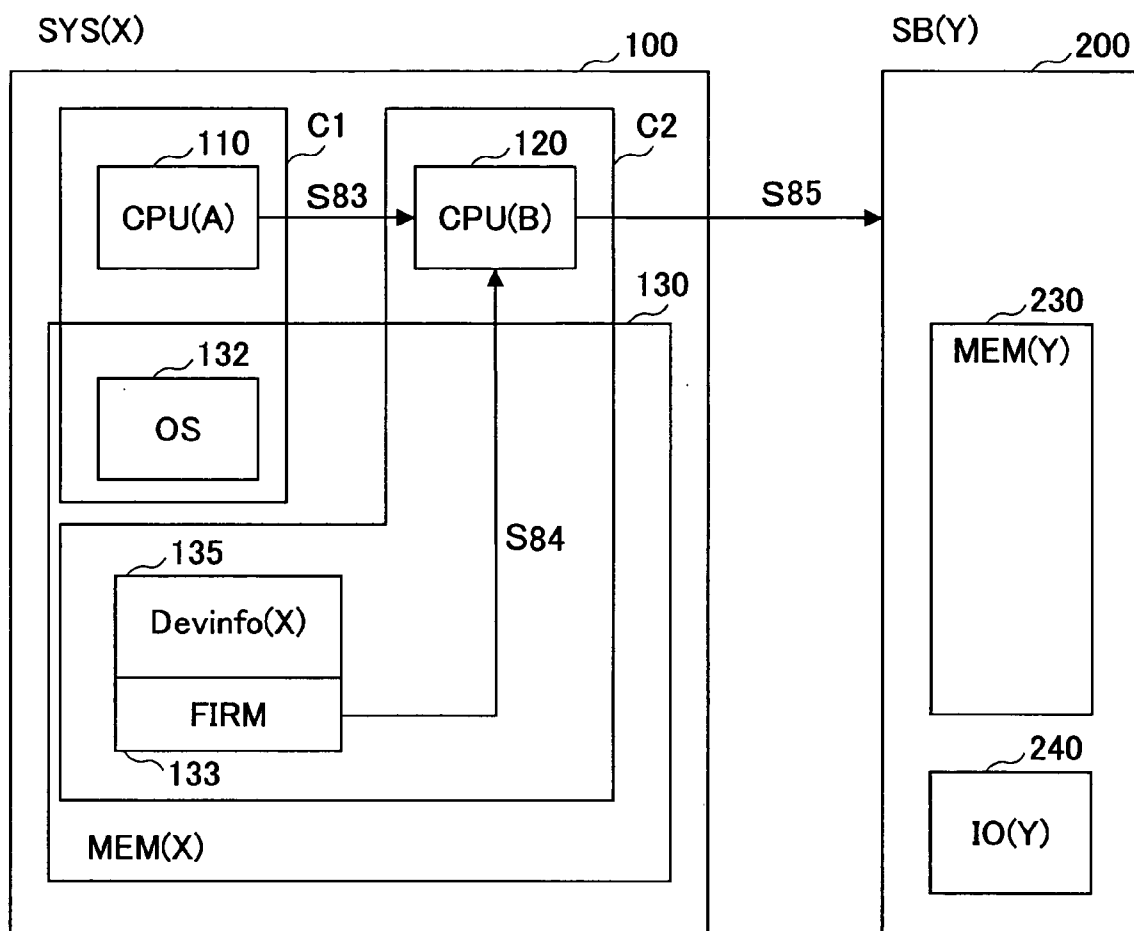 SYS(X)
SB(Y)
100
200
C1
C2
110
120
CPU(A)
S83
CPU(B)
S85
130
230
132
MEM(Y)
OS
S84
135
Devinfo(X)
FIRM
133
240
MEM(X)
IO(Y)